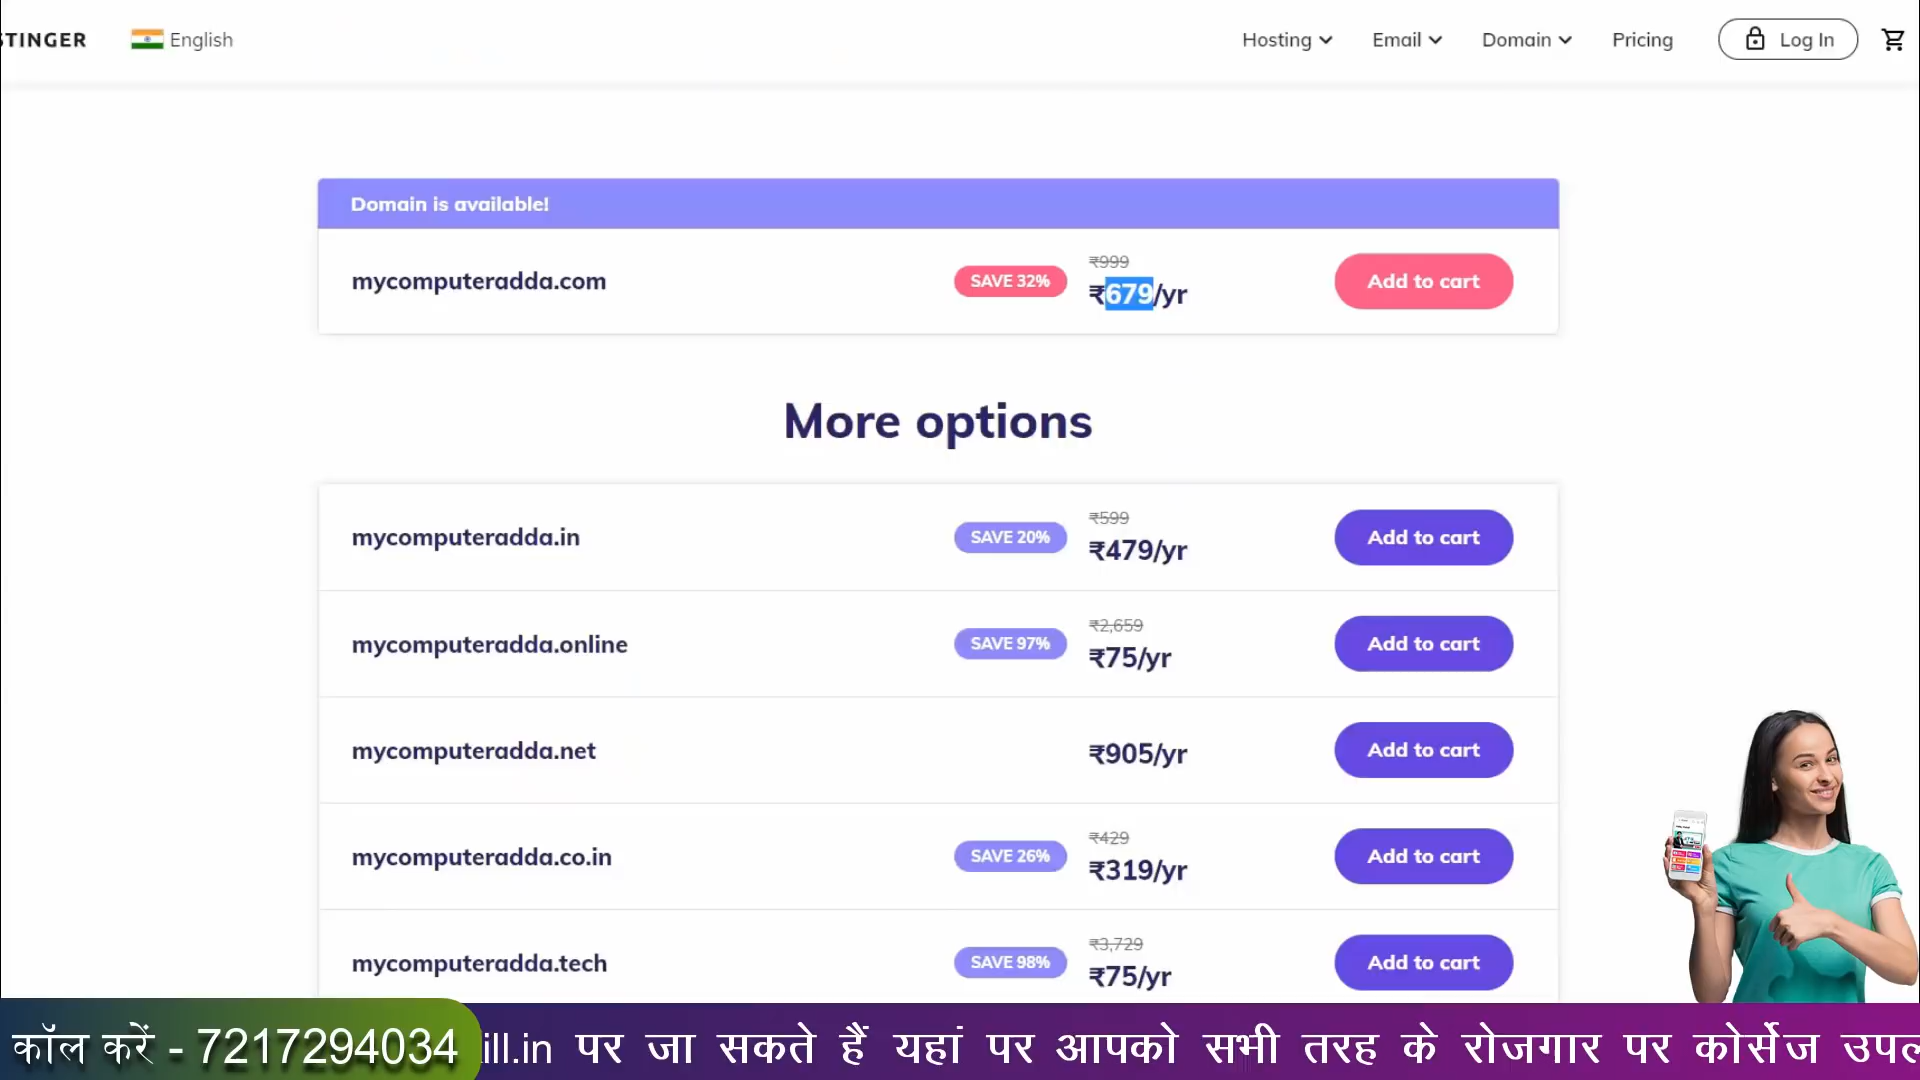 STINGER
English
Hosting
Email
Domain
Pricing
Log In
Domain is available!
mycomputeradda.com
SAVE 32%
₹999
₹679/yr
Add to cart
More options
mycomputeradda.in
SAVE 20%
₹599
₹479/yr
Add to cart
mycomputeradda.online
SAVE 97%
₹2,659
₹75/yr
Add to cart
mycomputeradda.net
₹905/yr
Add to cart
mycomputeradda.co.in
SAVE 26%
₹429
₹319/yr
Add to cart
mycomputeradda.tech
SAVE 98%
₹3,729
₹75/yr
Add to cart
कॉल करें - 7217294034 ill.in पर जा सकते हैं यहां पर आपको सभी तरह के रोजगार पर कोर्सेज